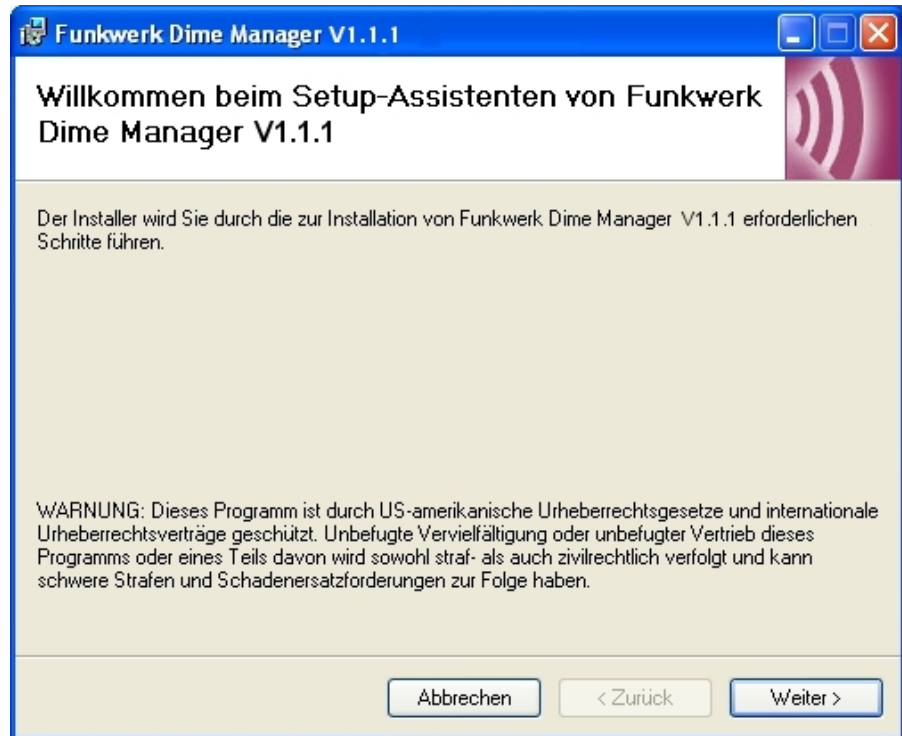 Funkwerk Dime Manager V1.1.1
Willkommen beim Setup-Assistenten von Funkwerk
Dime Manager V1.1.1
Der Installer wird Sie durch die zur Installation von Funkwerk Dime Manager V1.1.1 erforderlichen
Schritte führen.
WARNUNG: Dieses Programm ist durch US-amerikanische Urheberrechtsgesetze und internationale
Urheberrechtsverträge geschützt. Unbefugte Vervielfältigung oder unbefugter Vertrieb dieses
Programms oder eines Teils davon wird sowohl straf- als auch zivilrechtlich verfolgt und kann
schwere Strafen und Schadenersatzforderungen zur Folge haben.
Abbrechen
< Zurück
Weiter >